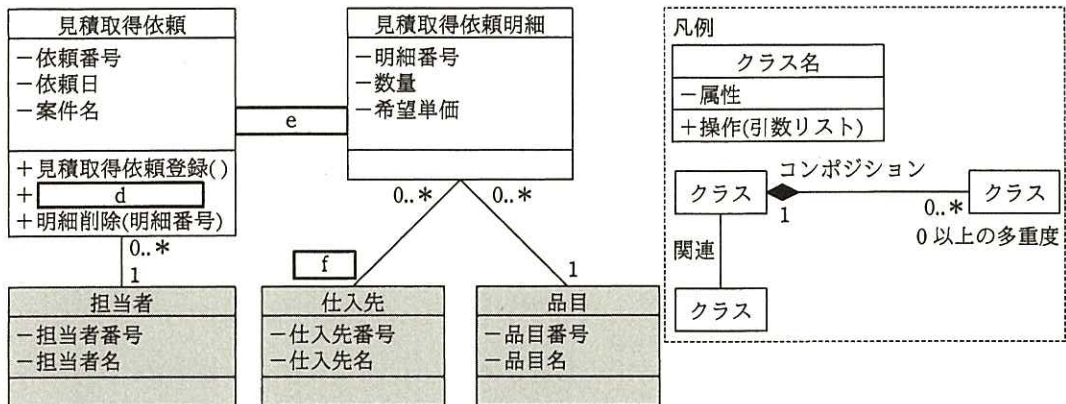 見積取得依頼
－依頼番号
－依頼日
－案件名
＋見積取得依頼登録()
＋ d
＋明細削除(明細番号)
e
見積取得依頼明細
－明細番号
－数量
－希望単価
0..*
1
0..*
0..*
f
1
担当者
－担当者番号
－担当者名
仕入先
－仕入先番号
－仕入先名
品目
－品目番号
－品目名
凡例
クラス名
－属性
＋操作(引数リスト)
コンポジション
クラス
1
0..*
クラス
0以上の多重度
関連
クラス